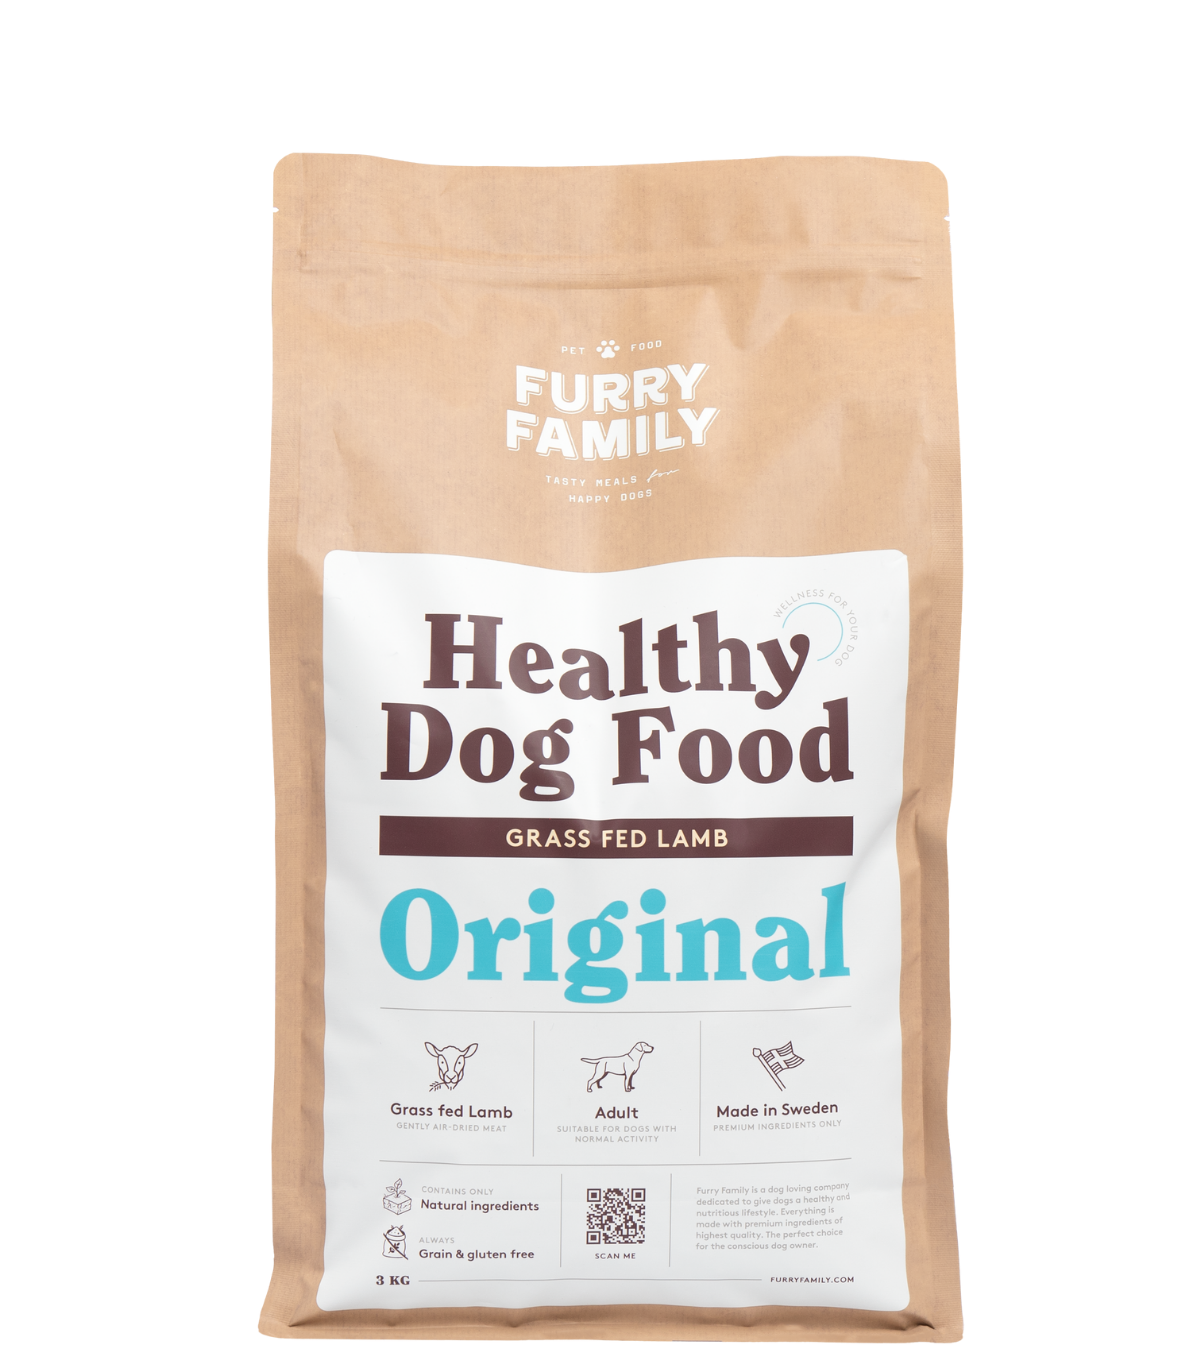 PET FOOD
FURRY
FAMILY
TASTY MEALS for
HAPPY DOGS
WELLNESS FOR YOUR DOG
Healthy
Dog Food
GRASS FED LAMB
Original
Grass fed Lamb
GENTLY AIR-DRIED MEAT
Adult
SUITABLE FOR DOGS WITH
NORMAL ACTIVITY
Made in Sweden
PREMIUM INGREDIENTS ONLY
CONTAINS ONLY
Natural ingredients
ALWAYS
Grain & gluten free
SCAN ME
Furry Family is a dog loving company
dedicated to give dogs a healthy and
nutritious lifestyle. Everything is
made with premium ingredients of
highest quality. The perfect choice
for the conscious dog owner.
3 KG
FURRYFAMILY.COM